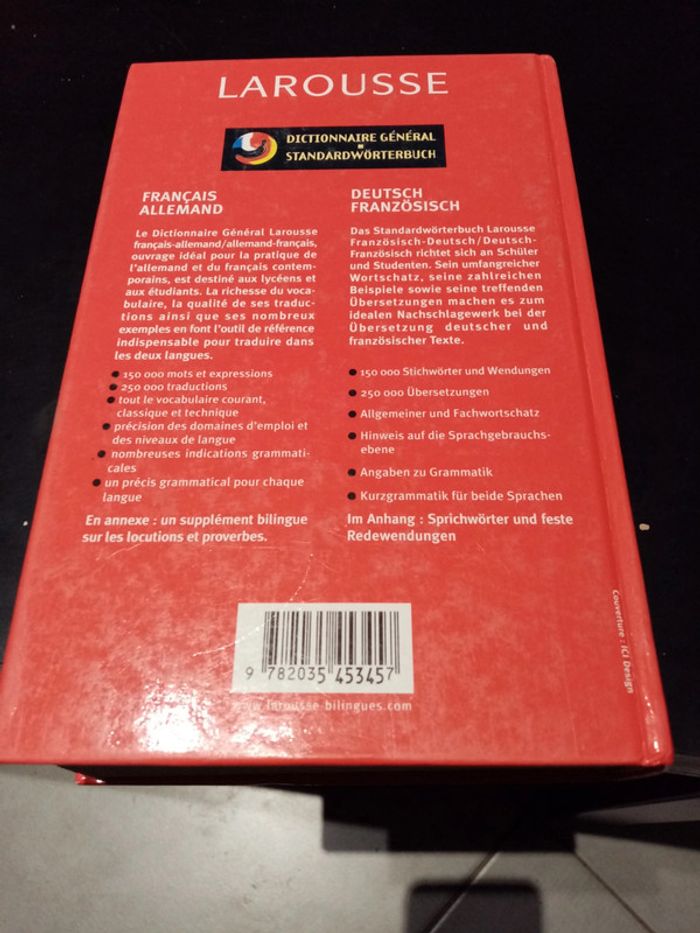 LAROUSSE
DICTIONNAIRE GÉNÉRAL
STANDARDWÖRTERBUCH
FRANÇAIS
ALLEMAND
Le Dictionnaire Général Larousse
français-allemand/allemand-français,
ouvrage idéal pour la pratique de
l'allemand et du français contem-
porains, est destiné aux lycéens et
aux étudiants. La richesse du voca-
bulaire, la qualité de ses traduc-
tions ainsi que ses nombreux
exemples en font l'outil de référence
indispensable pour traduire dans
les deux langues.
• 150 000 mots et expressions
• 250 000 traductions
• tout le vocabulaire courant,
classique et technique
• précision des domaines d'emploi et
des niveaux de langue
• nombreuses indications grammati-
cales
• un précis grammatical pour chaque
langue
En annexe : un supplément bilingue
sur les locutions et proverbes.
DEUTSCH
FRANZÖSISCH
Das Standardwörterbuch Larousse
Französisch-Deutsch/Deutsch-
Französisch richtet sich an Schüler
und Studenten. Sein umfangreicher
Wortschatz, seine zahlreichen
Beispiele sowie seine treffenden
Übersetzungen machen es zum
idealen Nachschlagewerk bei der
Übersetzung deutscher und
französischer Texte.
• 150 000 Stichwörter und Wendungen
• 250 000 Übersetzungen
• Allgemeiner und Fachwortschatz
• Hinweis auf die Sprachgebrauchs-
ebene
• Angaben zu Grammatik
• Kurzgrammatik für beide Sprachen
Im Anhang : Sprichwörter und feste
Redewendungen
9 782035 453457
www.larousse-bilingues.com
Couverture : ICI Design